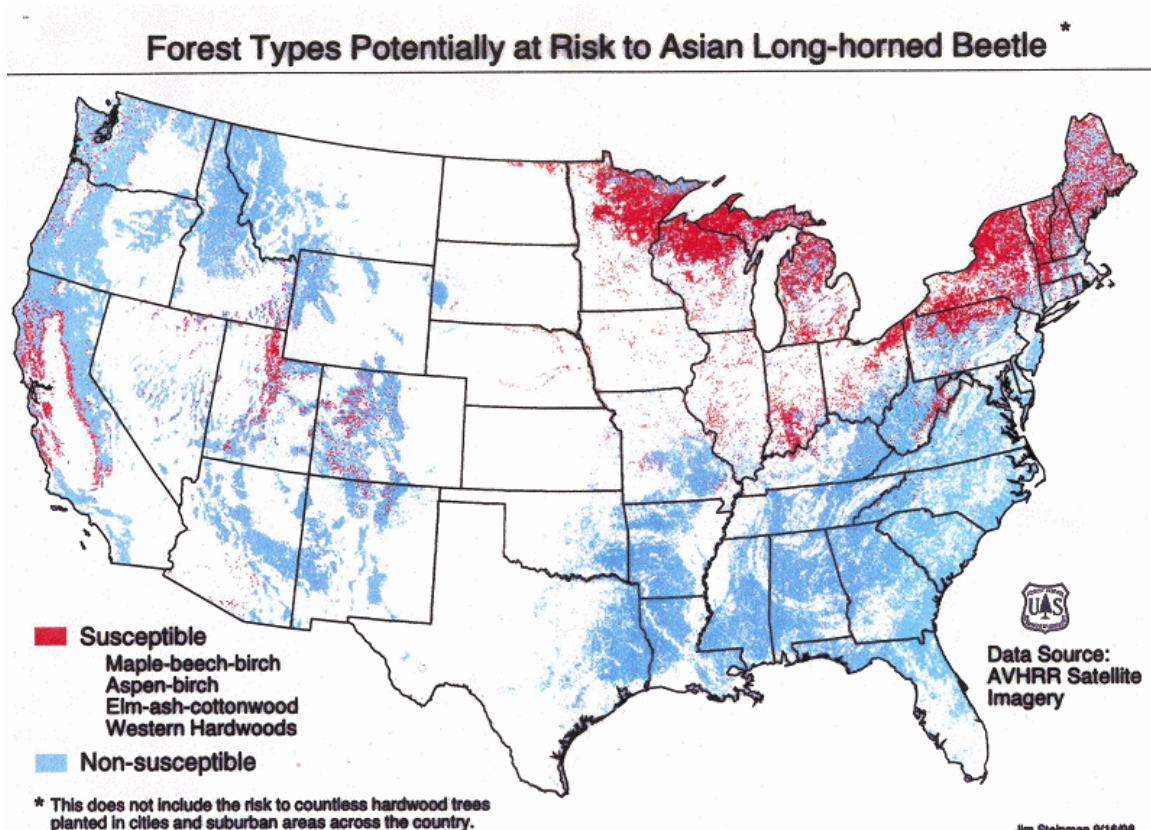 Forest Types Potentially at Risk to Asian Long-horned Beetle *
Susceptible
Maple-beech-birch
Aspen-birch
Elm-ash-cottonwood
Western Hardwoods
Non-susceptible
* This does not include the risk to countless hardwood trees
planted in cities and suburban areas across the country.
UAS
Data Source:
AVHRR Satellite
Imagery